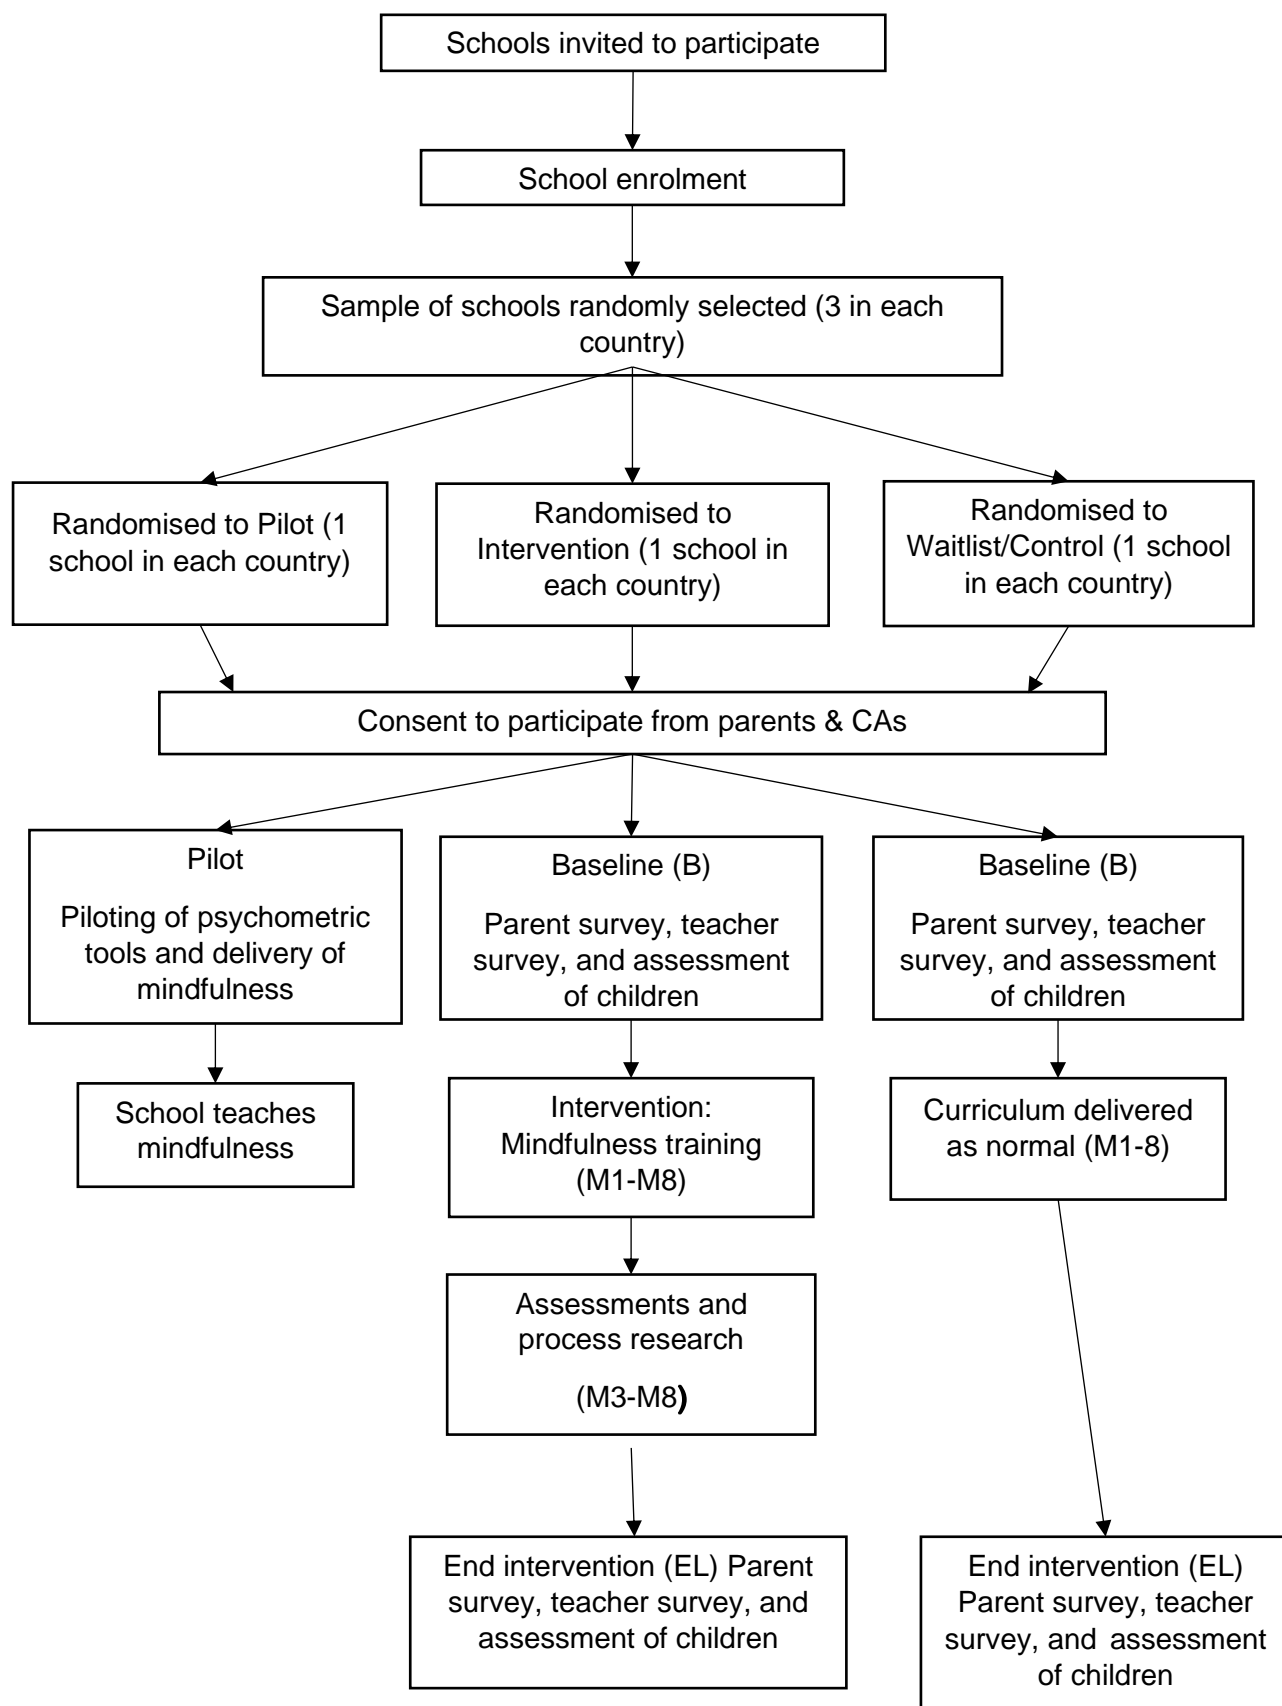 Schools invited to participate
School enrolment
Sample of schools randomly selected (3 in each
country)
Randomised to Pilot (1
school in each country)
Randomised to
Intervention (1 school in
each country)
Randomised to
Waitlist/Control (1 school
in each country)
Consent to participate from parents & CAs
Pilot
Piloting of psychometric
tools and delivery of
mindfulness
Baseline (B)
Parent survey, teacher
survey, and assessment
of children
Baseline (B)
Parent survey, teacher
survey, and assessment
of children
School teaches
mindfulness
Intervention:
Mindfulness training
(M1-M8)
Curriculum delivered
as normal (M1-8)
Assessments and
process research
(M3-M8)
End intervention (EL) Parent
survey, teacher survey, and
assessment of children
End intervention (EL)
Parent survey, teacher
survey, and assessment
of children